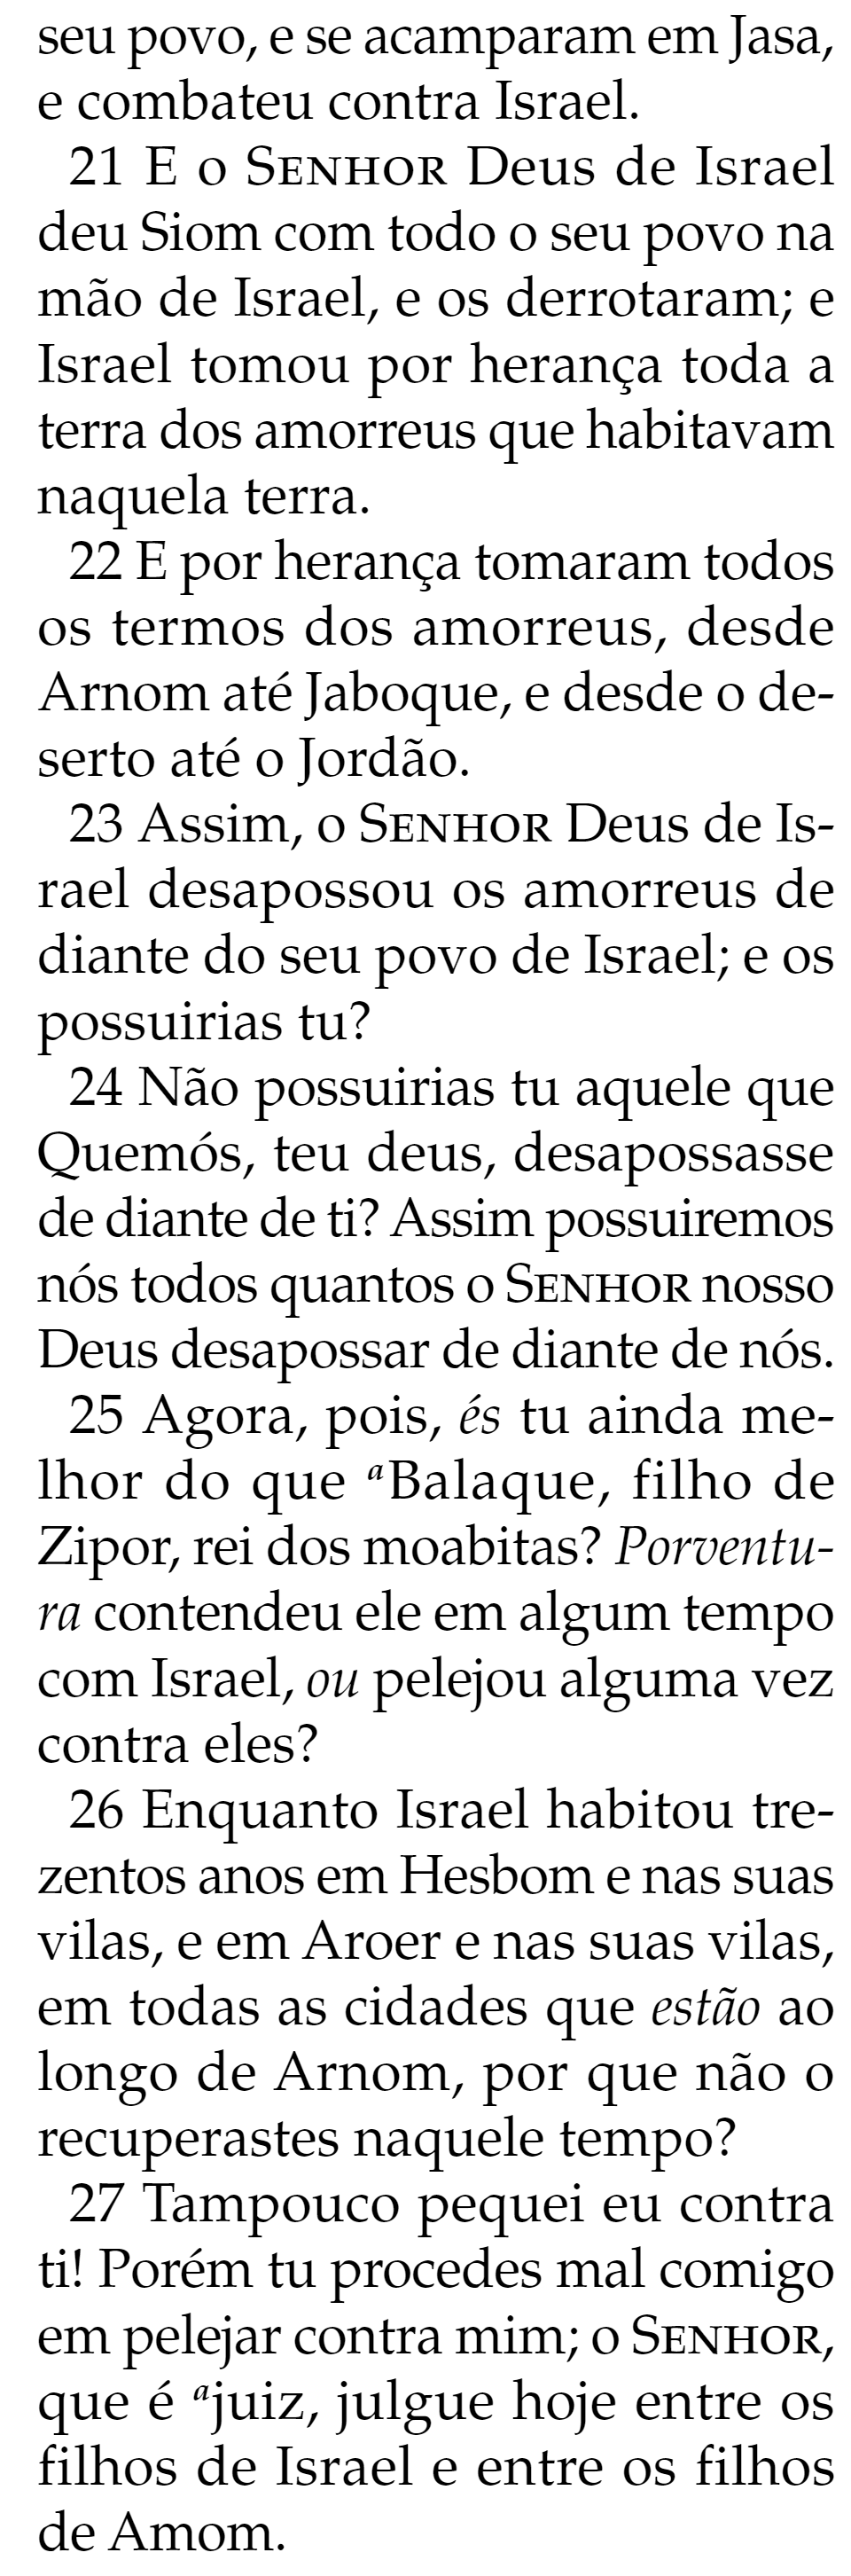 seu povo, e se acamparam em Jasa,
e combateu contra Israel.
21 E o SENHOR Deus de Israel
deu Siom com todo o seu povo na
mão de Israel, e os derrotaram; e
Israel tomou por herança toda a
terra dos amorreus que habitavam
naquela terra.
22 E por herança tomaram todos
os termos dos amorreus, desde
Arnom até Jaboque, e desde o de-
serto até o Jordão.
23 Assim, o SENHOR Deus de Is-
rael desapossou os amorreus de
diante do seu povo de Israel; e os
possuirias tu?
24 Não possuirias tu aquele que
Quemós, teu deus, desapossasse
de diante de ti? Assim possuiremos
nós todos quantos o SENHOR nosso
Deus desapossar de diante de nós.
25 Agora, pois, és tu ainda me-
lhor do que aBalaque, filho de
Zipor, rei dos moabitas? Porventu-
ra contendeu ele em algum tempo
com Israel, ou pelejou alguma vez
contra eles?
26 Enquanto Israel habitou tre-
zentos anos em Hesbom e nas suas
vilas, e em Aroer e nas suas vilas,
em todas as cidades que estão ao
longo de Arnom, por que não o
recuperastes naquele tempo?
27 Tampouco pequei eu contra
ti! Porém tu procedes mal comigo
em pelejar contra mim; o SENHOR,
que é ajuiz, julgue hoje entre os
filhos de Israel e entre os filhos
de Amom.